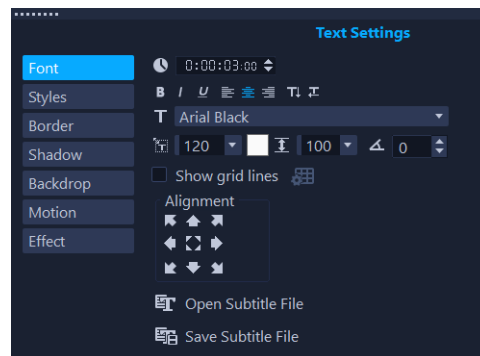 Text Settings
Font
0:00:03:00
Styles
B I U
Border
T Arial Black
Shadow
120 100 0
Show grid lines
Backdrop
Alignment
Motion
Effect
Open Subtitle File
Save Subtitle File